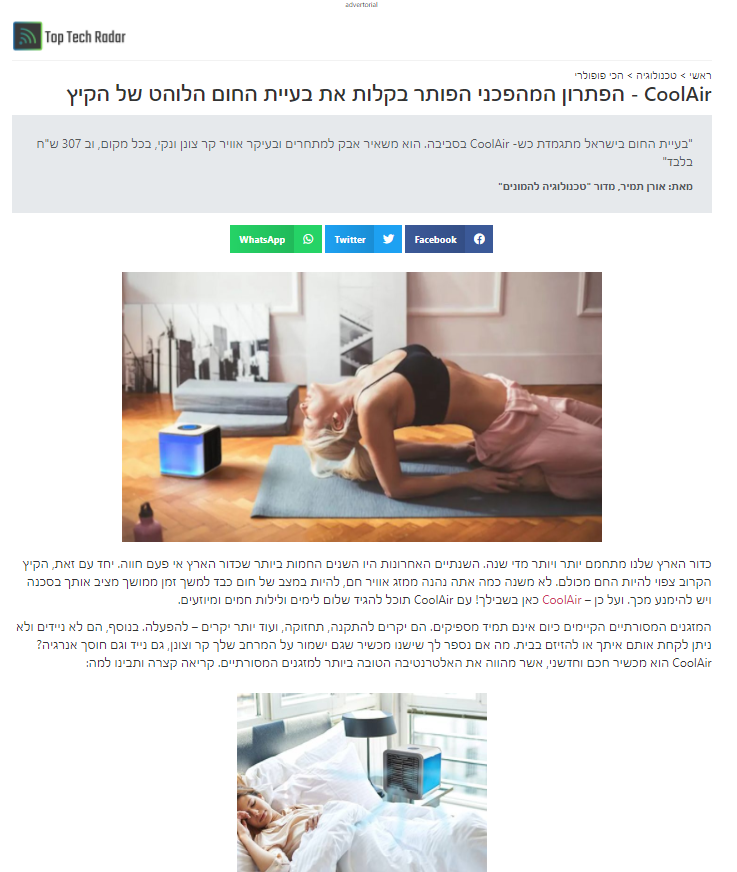 advertorial
Top Tech Radar
ראשי > טכנולוגיה > הכי פופולרי
CoolAir - הפתרון המהפכני הפותר בקלות את בעיית החום הלוהט של הקיץ
"בעיית החום בישראל מתגמדת כש- CoolAir בסביבה. הוא משאיר אבק למתחרים ובעיקר אוויר קר צונן ונקי, בכל מקום, וב 307 ש"ח
בלבד"
מאת: אורן תמיר, מדור "טכנולוגיה להמונים"
Facebook Twitter WhatsApp
כדור הארץ שלנו מתחמם יותר ויותר מדי שנה. השנתיים האחרונות היו השנים החמות ביותר שכדור הארץ אי פעם חווה. יחד עם זאת, הקיץ
הקרוב צפוי להיות החם מכולם. לא משנה כמה אתה נהנה ממזג אוויר חם, להיות במצב של חום כבד למשך זמן ממושך מציב אותך בסכנה
ויש להימנע מכך. ועל כן – CoolAir כאן בשבילך! עם CoolAir תוכל להגיד שלום לימים ולילות חמים ומיוזעים.
המזגנים המסורתיים הקיימים כיום אינם תמיד מספיקים. הם יקרים להתקנה, תחזוקה, ועוד יותר יקרים – להפעלה. בנוסף, הם לא ניידים ולא
ניתן לקחת אותם איתך או להזיזם בבית. מה אם נספר לך שישנו מכשיר שגם ישמור על המרחב שלך קר וצונן, גם נייד וגם חוסך אנרגיה?
CoolAir הוא מכשיר חכם וחדשני, אשר מהווה את האלטרנטיבה הטובה ביותר למזגנים המסורתיים. קריאה קצרה ותבינו למה: